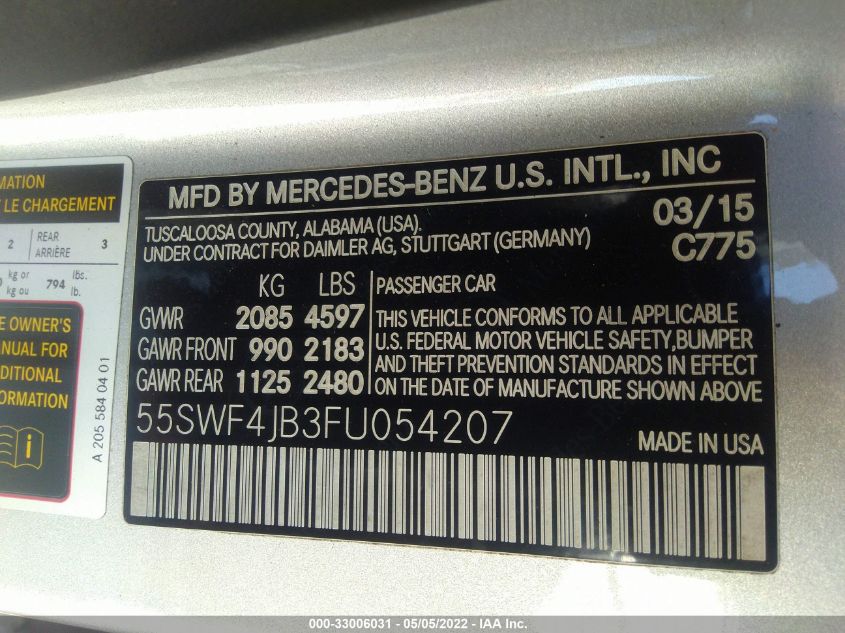 MATION
LE CHARGEMENT
2 REAR ARRIÈRE 3
kg or kg ou 794 lbs. lb.
OWNER'S
FOR
INFORMATION
i
A 205 584 04 01
MFD BY MERCEDES-BENZ U.S. INTL., INC
TUSCALOOSA COUNTY, ALABAMA (USA). 03/15
UNDER CONTRACT FOR DAIMLER AG, STUTTGART (GERMANY) C775
KG LBS PASSENGER CAR
GVWR 2085 4597 THIS VEHICLE CONFORMS TO ALL APPLICABLE
GAWR FRONT 990 2183 U.S. FEDERAL MOTOR VEHICLE SAFETY,BUMPER
AND THEFT PREVENTION STANDARDS IN EFFECT
GAWR REAR 1125 2480 ON THE DATE OF MANUFACTURE SHOWN ABOVE
55SWF4JB3FU054207 MADE IN USA
000-33006031 - 05/05/2022 - IAA Inc.